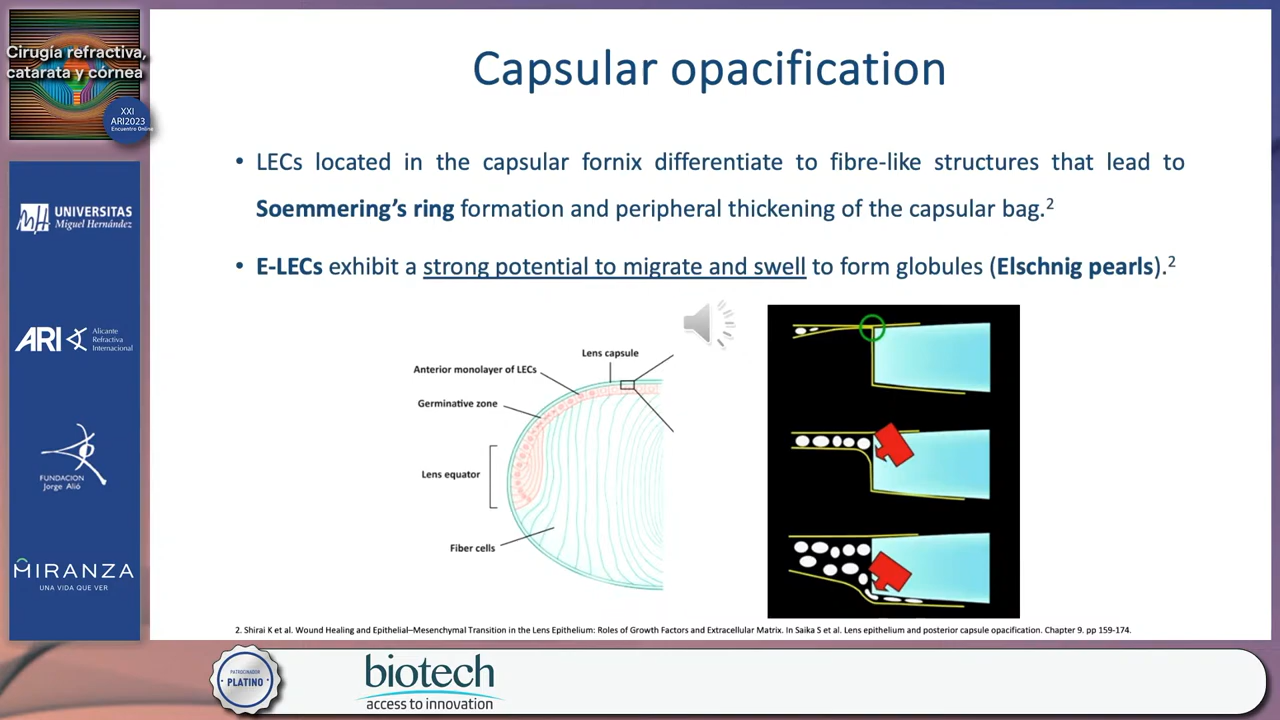 Cirugía refractiva,
catarata y córnea
XXI
ARI2023
Encuentro Online
Capsular opacification
• LECs located in the capsular fornix differentiate to fibre-like structures that lead to
Soemmering's ring formation and peripheral thickening of the capsular bag.2
• E-LECs exhibit a strong potential to migrate and swell to form globules (Elschnig pearls).2
UNIVERSITAS
Miguel Hernández
ARI
Alicante
Refractiva
Internacional
FUNDACION
Jorge Alió
MIRANZA
UNA VIDA QUE VER
Lens capsule
Anterior monolayer of LECs
Germinative zone
Lens equator
Fiber cells
2. Shirai K et al. Wound Healing and Epithelial–Mesenchymal Transition in the Lens Epithelium: Roles of Growth Factors and Extracellular Matrix. In Saika S et al. Lens epithelium and posterior capsule opacification. Chapter 9. pp 159-174.
PATROCINADOR
PLATINO
biotech
access to innovation